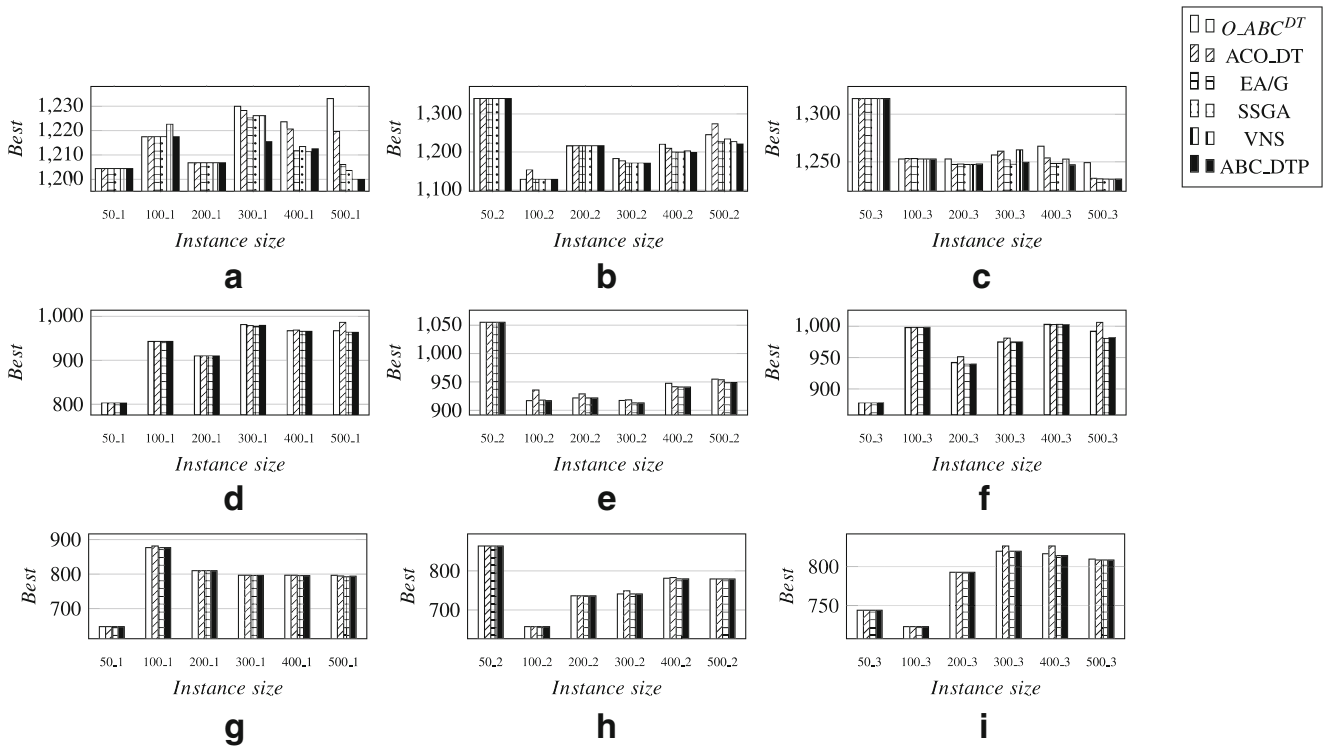 O_ABC^DT
ACO_DT
EA/G
SSGA
VNS
ABC_DTP
Best
1,230
1,220
1,210
1,200
50_1 100_1 200_1 300_1 400_1 500_1
Instance size
a
Best
1,300
1,200
1,100
50_2 100_2 200_2 300_2 400_2 500_2
Instance size
b
Best
1,300
1,250
50_3 100_3 200_3 300_3 400_3 500_3
Instance size
c
Best
1,000
900
800
50_1 100_1 200_1 300_1 400_1 500_1
Instance size
d
Best
1,050
1,000
950
900
50_2 100_2 200_2 300_2 400_2 500_2
Instance size
e
Best
1,000
950
900
50_3 100_3 200_3 300_3 400_3 500_3
Instance size
f
Best
900
800
700
50_1 100_1 200_1 300_1 400_1 500_1
Instance size
g
Best
800
700
50_2 100_2 200_2 300_2 400_2 500_2
Instance size
h
Best
800
750
50_3 100_3 200_3 300_3 400_3 500_3
Instance size
i